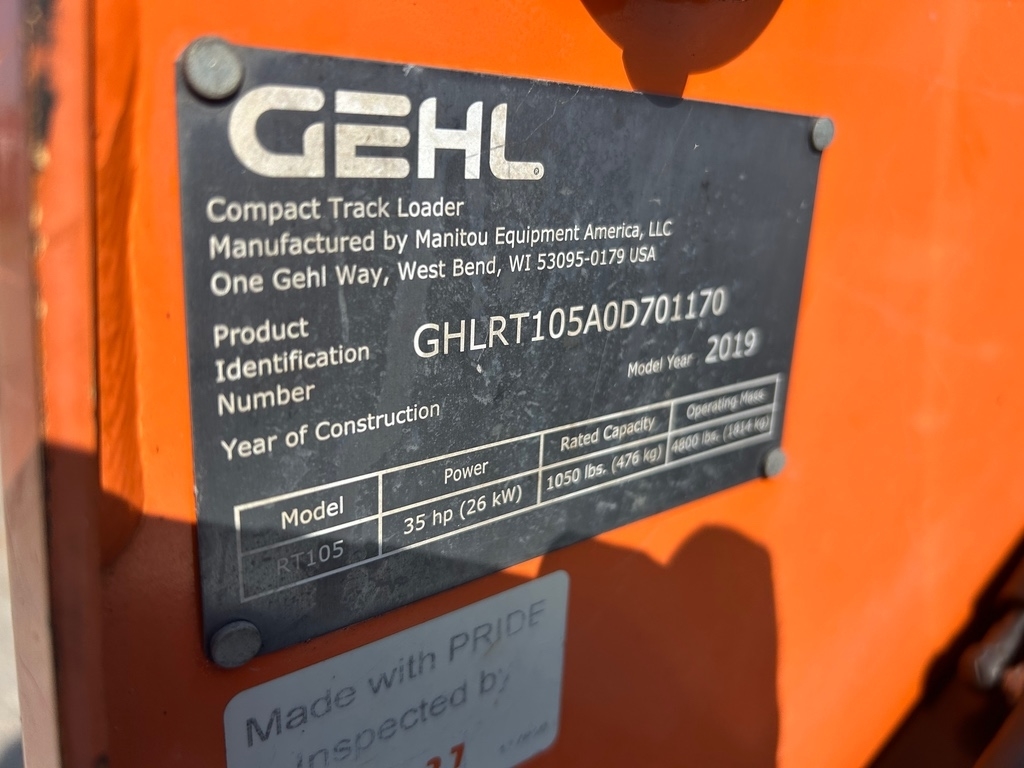 GEHL
Compact Track Loader
Manufactured by Manitou Equipment America, LLC
One Gehl Way, West Bend, WI 53095-0179 USA
Product
Identification
Number
GHLRT105A0D701170
Model Year 2019
Year of Construction
Model Power Rated Capacity Operating Mass
RT105 35 hp (26 kW) 1050 lbs. (476 kg) 4800 lbs. (1814 kg)
Made with PRIDE
Inspected by